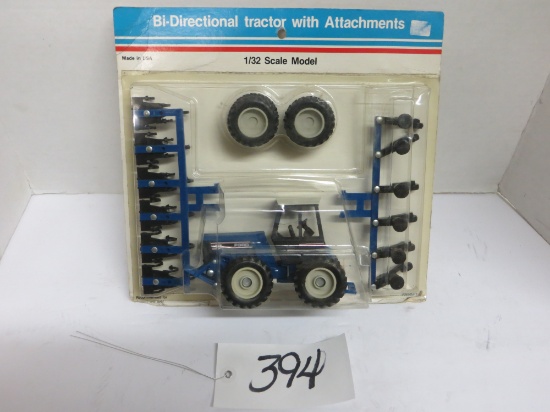 Bi-Directional tractor with Attachments
Made in USA
1/32 Scale Model
394